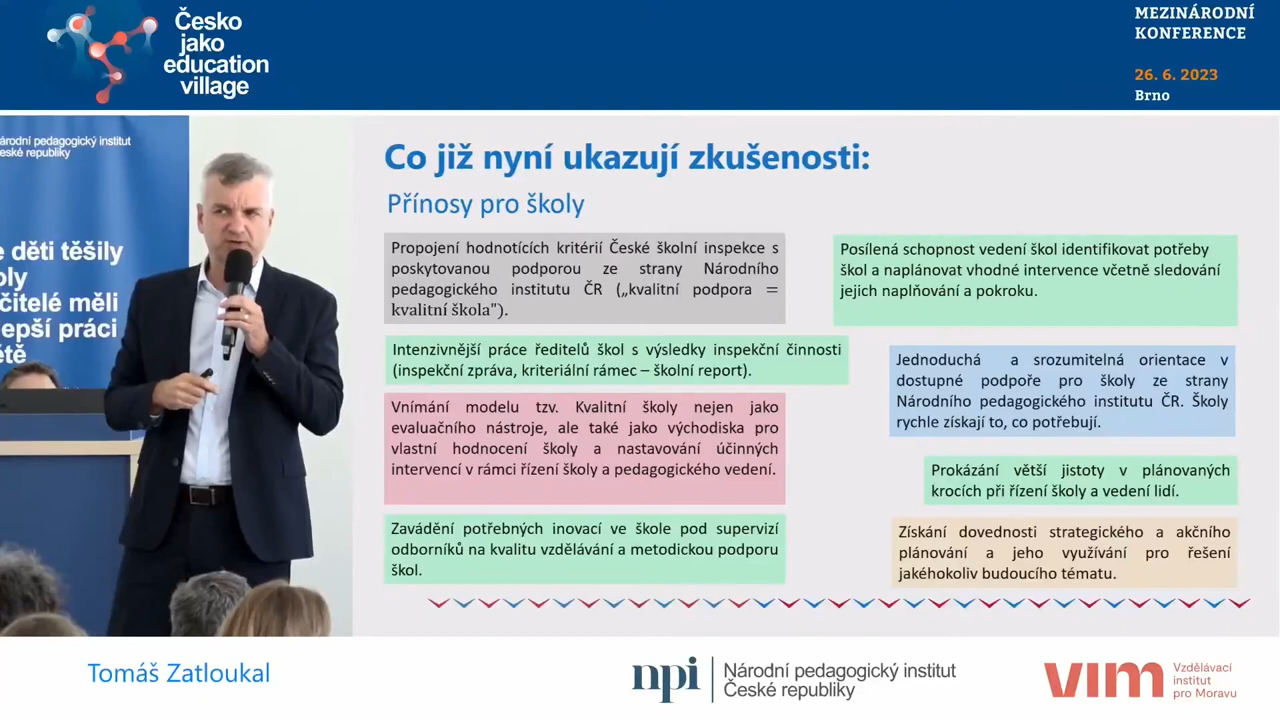 Česko
jako
education
village
MEZINÁRODNÍ
KONFERENCE
26. 6. 2023
Brno
pedagogický institut
republiky
děti těšily
měli
práci
Co již nyní ukazují zkušenosti:
Přínosy pro školy
Propojení hodnotících kritérií České školní inspekce s
poskytovanou podporou ze strany Národního
pedagogického institutu ČR („kvalitní podpora =
kvalitní škola").
Intenzivnější práce ředitelů škol s výsledky inspekční činnosti
(inspekční zpráva, kriteriální rámec – školní report).
Vnímání modelu tzv. Kvalitní školy nejen jako
evaluačního nástroje, ale také jako východiska pro
vlastní hodnocení školy a nastavování účinných
intervencí v rámci řízení školy a pedagogického vedení.
Zavádění potřebných inovací ve škole pod supervizí
odborníků na kvalitu vzdělávání a metodickou podporu
škol.
Posílená schopnost vedení škol identifikovat potřeby
škol a naplánovat vhodné intervence včetně sledování
jejich naplňování a pokroku.
Jednoduchá a srozumitelná orientace v
dostupné podpoře pro školy ze strany
Národního pedagogického institutu ČR. Školy
rychle získají to, co potřebují.
Prokázání větší jistoty v plánovaných
krocích při řízení školy a vedení lidí.
Získání dovednosti strategického a akčního
plánování a jeho využívání pro řešení
jakéhokoliv budoucího tématu.
Tomáš Zatloukal
npi
Národní pedagogický institut
České republiky
vim
Vzdělávací
institut
pro Moravu